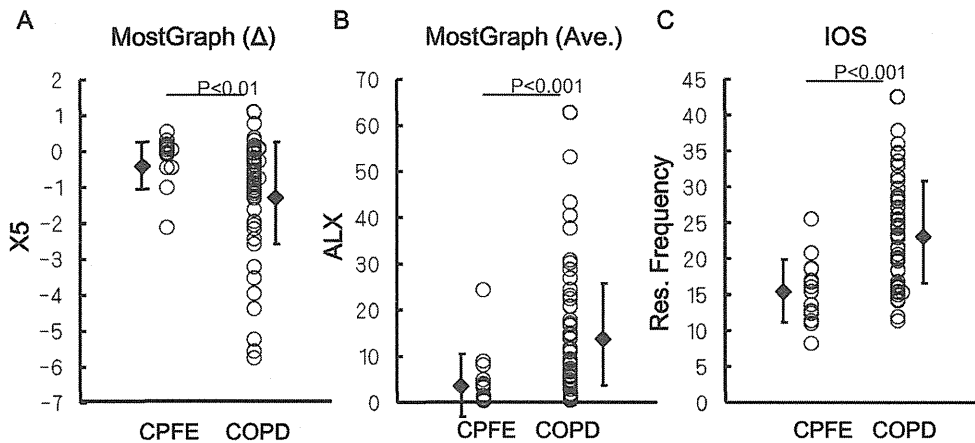 A
MostGraph (Δ)
P<0.01
X5
2
1
0
-1
-2
-3
-4
-5
-6
-7
CPFE COPD
B
MostGraph (Ave.)
P<0.001
ALX
70
60
50
40
30
20
10
0
CPFE COPD
C
IOS
P<0.001
Res. Frequency
45
40
35
30
25
20
15
10
5
0
CPFE COPD